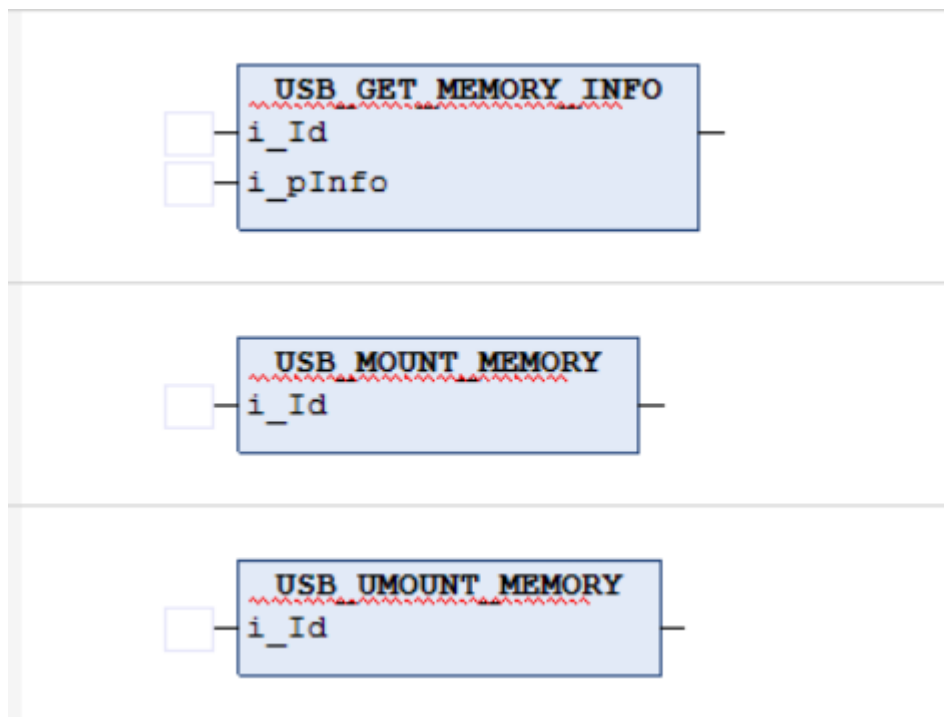 USB_GET_MEMORY_INFO
i_Id
i_pInfo
USB_MOUNT_MEMORY
i_Id
USB_UMOUNT_MEMORY
i_Id